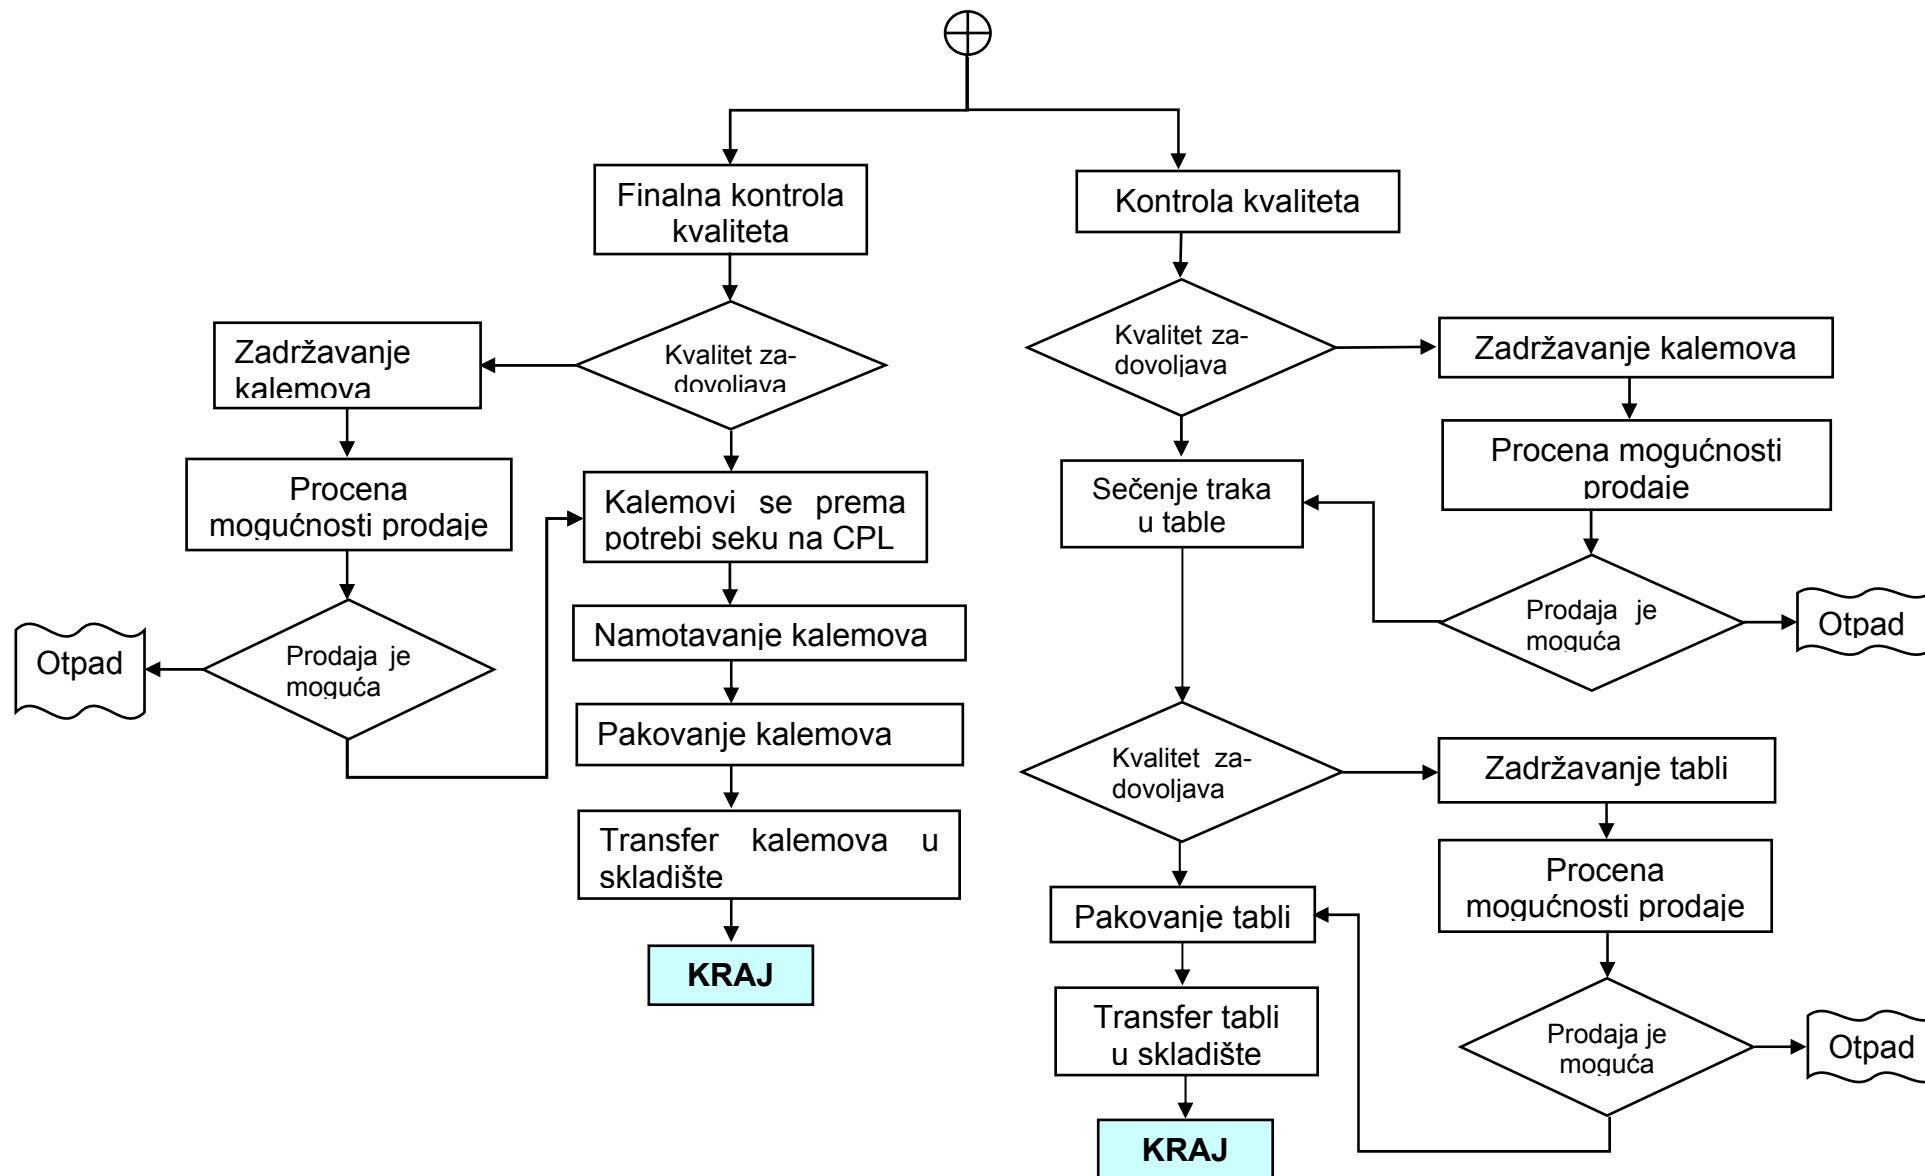 Finalna kontrola
kvaliteta
Kvalitet za-
dovoljava
Zadržavanje
kalemova
Procena
mogućnosti prodaje
Prodaja je
moguća
Otpad
Kalemovi se prema
potrebi seku na CPL
Namotavanje kalemova
Pakovanje kalemova
Transfer kalemova u
skladište
KRAJ
Kontrola kvaliteta
Kvalitet za-
dovoljava
Zadržavanje kalemova
Procena mogućnosti
prodaje
Prodaja je
moguća
Otpad
Sečenje traka
u table
Kvalitet za-
dovoljava
Zadržavanje tabli
Procena
mogućnosti prodaje
Prodaja je
moguća
Otpad
Pakovanje tabli
Transfer tabli
u skladište
KRAJ